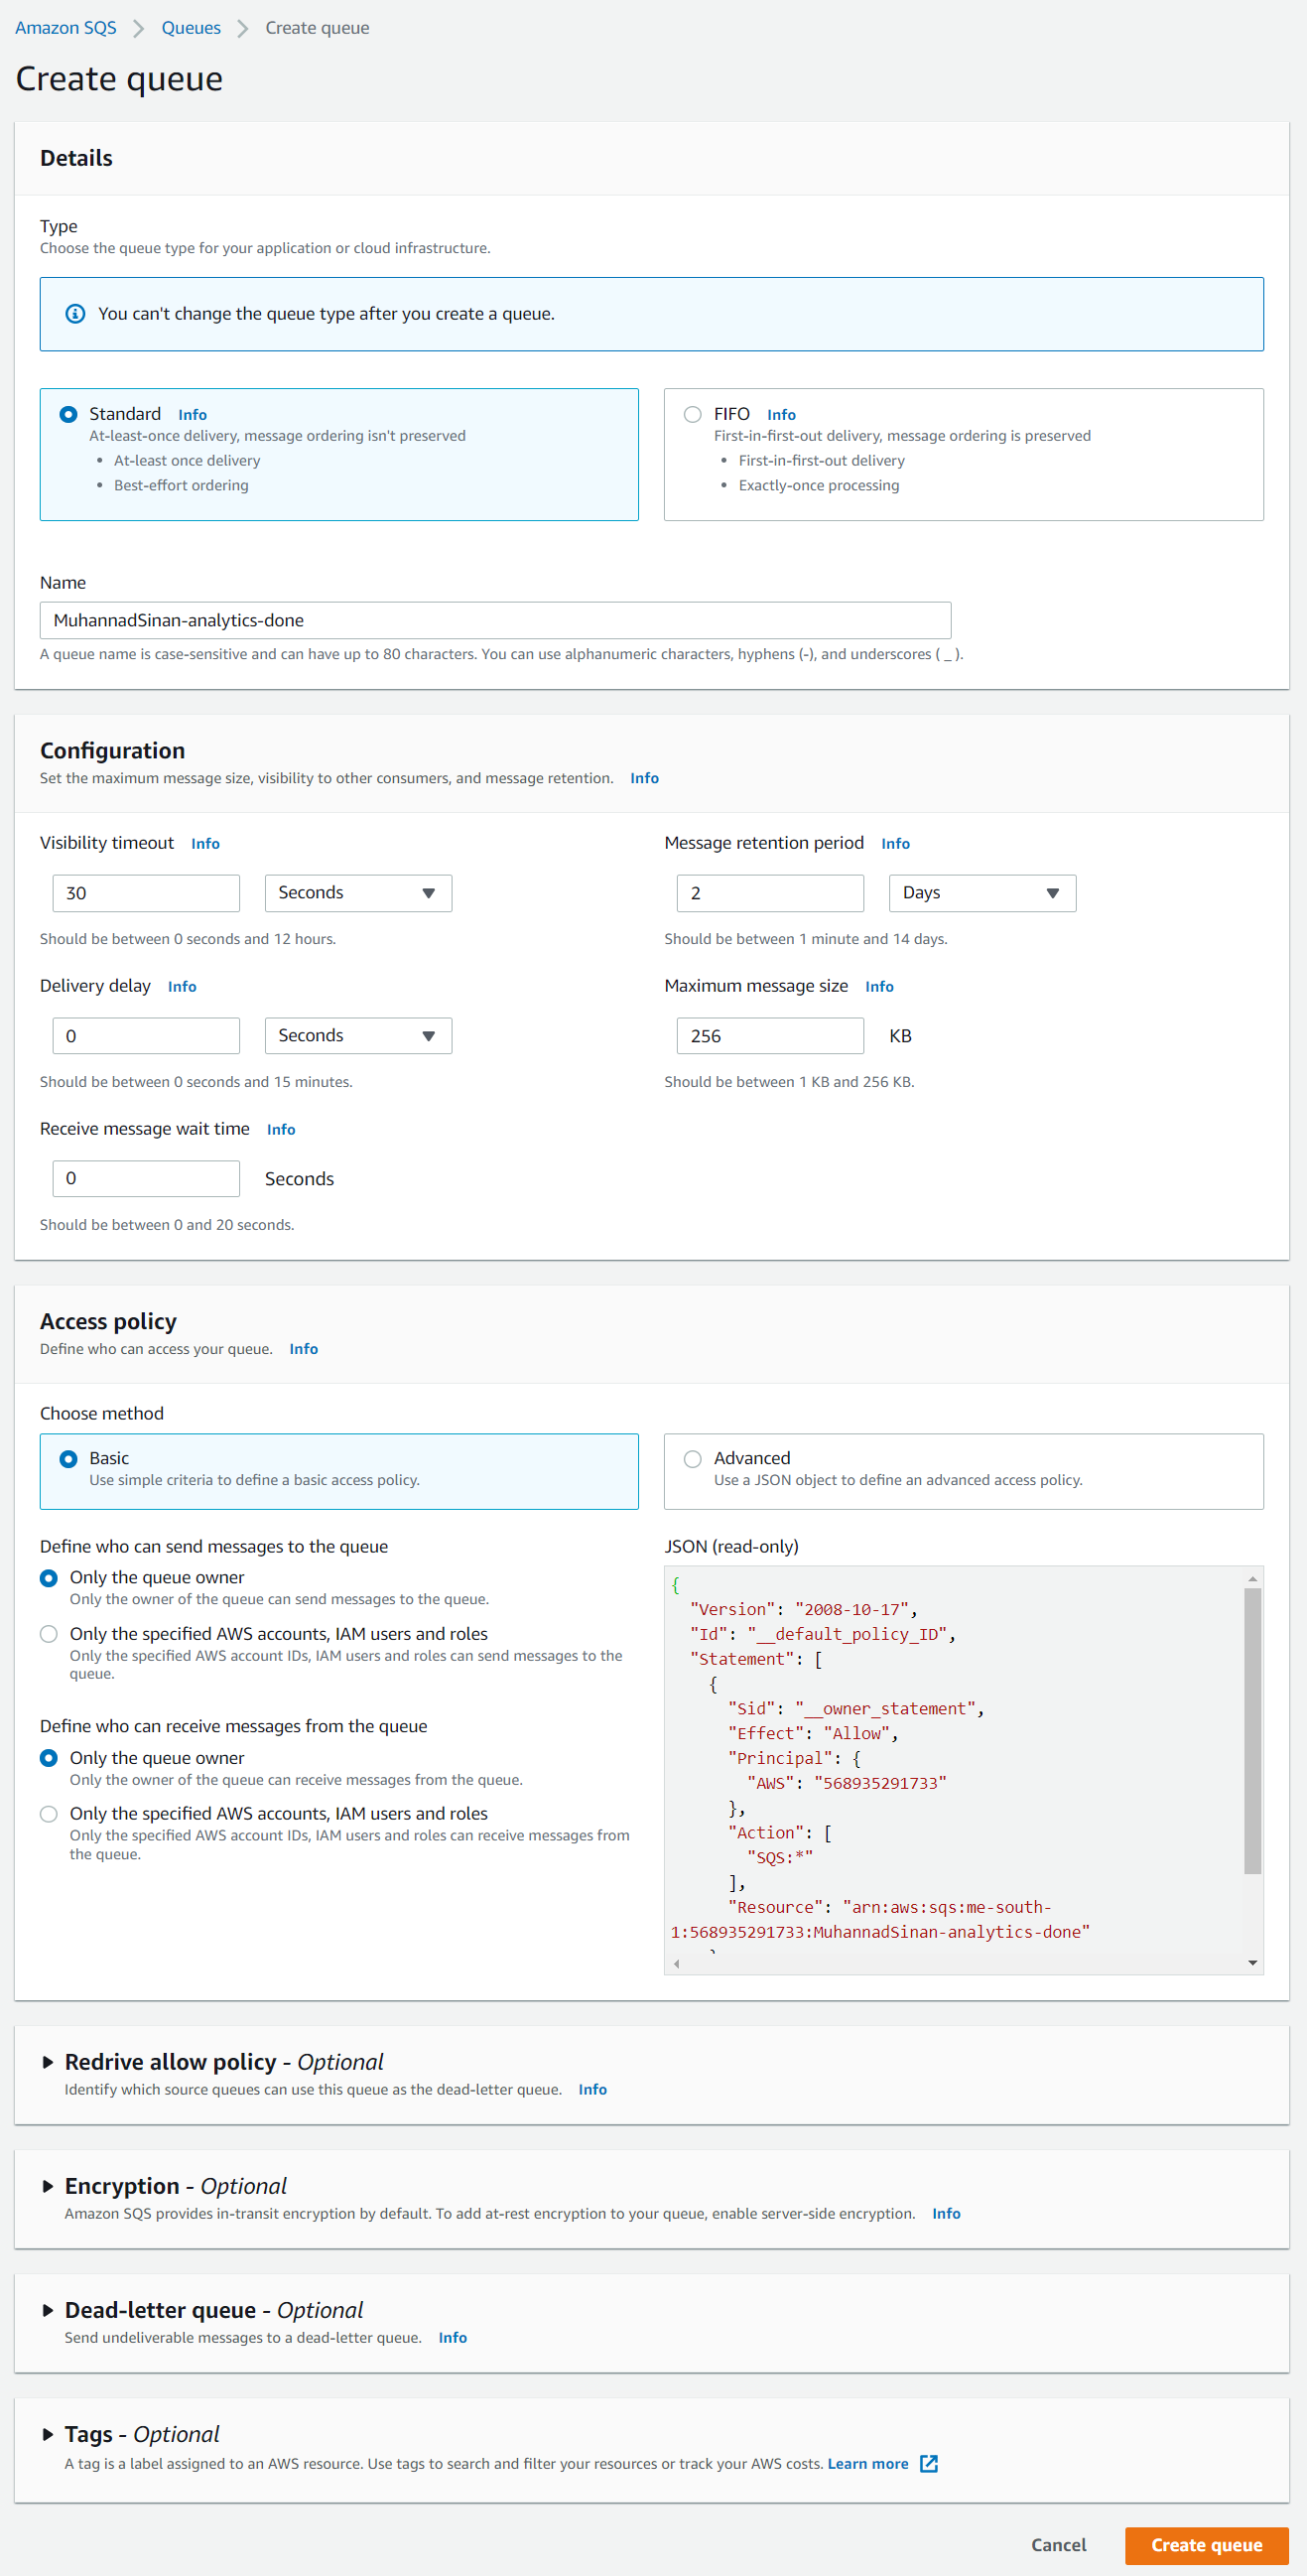 Amazon SQS > Queues > Create queue
Create queue
Details
Type
Choose the queue type for your application or cloud infrastructure.
You can't change the queue type after you create a queue.
Standard Info
At-least-once delivery, message ordering isn't preserved
• At-least once delivery
• Best-effort ordering
FIFO Info
First-in-first-out delivery, message ordering is preserved
• First-in-first-out delivery
• Exactly-once processing
Name
MuhannadSinan-analytics-done
A queue name is case-sensitive and can have up to 80 characters. You can use alphanumeric characters, hyphens (-), and underscores ( _ ).
Configuration
Set the maximum message size, visibility to other consumers, and message retention. Info
Visibility timeout Info
30 Seconds
Should be between 0 seconds and 12 hours.
Message retention period Info
2 Days
Should be between 1 minute and 14 days.
Delivery delay Info
0 Seconds
Should be between 0 seconds and 15 minutes.
Maximum message size Info
256 KB
Should be between 1 KB and 256 KB.
Receive message wait time Info
0 Seconds
Should be between 0 and 20 seconds.
Access policy
Define who can access your queue. Info
Choose method
Basic
Use simple criteria to define a basic access policy.
Advanced
Use a JSON object to define an advanced access policy.
Define who can send messages to the queue
Only the queue owner
Only the owner of the queue can send messages to the queue.
Only the specified AWS accounts, IAM users and roles
Only the specified AWS account IDs, IAM users and roles can send messages to the
queue.
Define who can receive messages from the queue
Only the queue owner
Only the owner of the queue can receive messages from the queue.
Only the specified AWS accounts, IAM users and roles
Only the specified AWS account IDs, IAM users and roles can receive messages from
the queue.
JSON (read-only)
{
"Version": "2008-10-17",
"Id": "__default_policy_ID",
"Statement": [
{
"Sid": "__owner_statement",
"Effect": "Allow",
"Principal": {
"AWS": "568935291733"
},
"Action": [
"SQS:*"
],
"Resource": "arn:aws:sqs:me-south-
1:568935291733:MuhannadSinan-analytics-done"
Redrive allow policy - Optional
Identify which source queues can use this queue as the dead-letter queue. Info
Encryption - Optional
Amazon SQS provides in-transit encryption by default. To add at-rest encryption to your queue, enable server-side encryption. Info
Dead-letter queue - Optional
Send undeliverable messages to a dead-letter queue. Info
Tags - Optional
A tag is a label assigned to an AWS resource. Use tags to search and filter your resources or track your AWS costs. Learn more
Cancel
Create queue